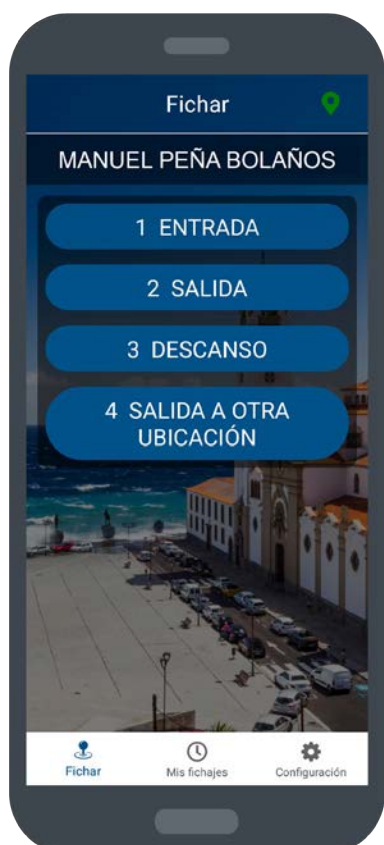 Fichar
MANUEL PEÑA BOLAÑOS
1 ENTRADA
2 SALIDA
3 DESCANSO
4 SALIDA A OTRA
UBICACIÓN
Fichar
Mis fichajes
Configuración